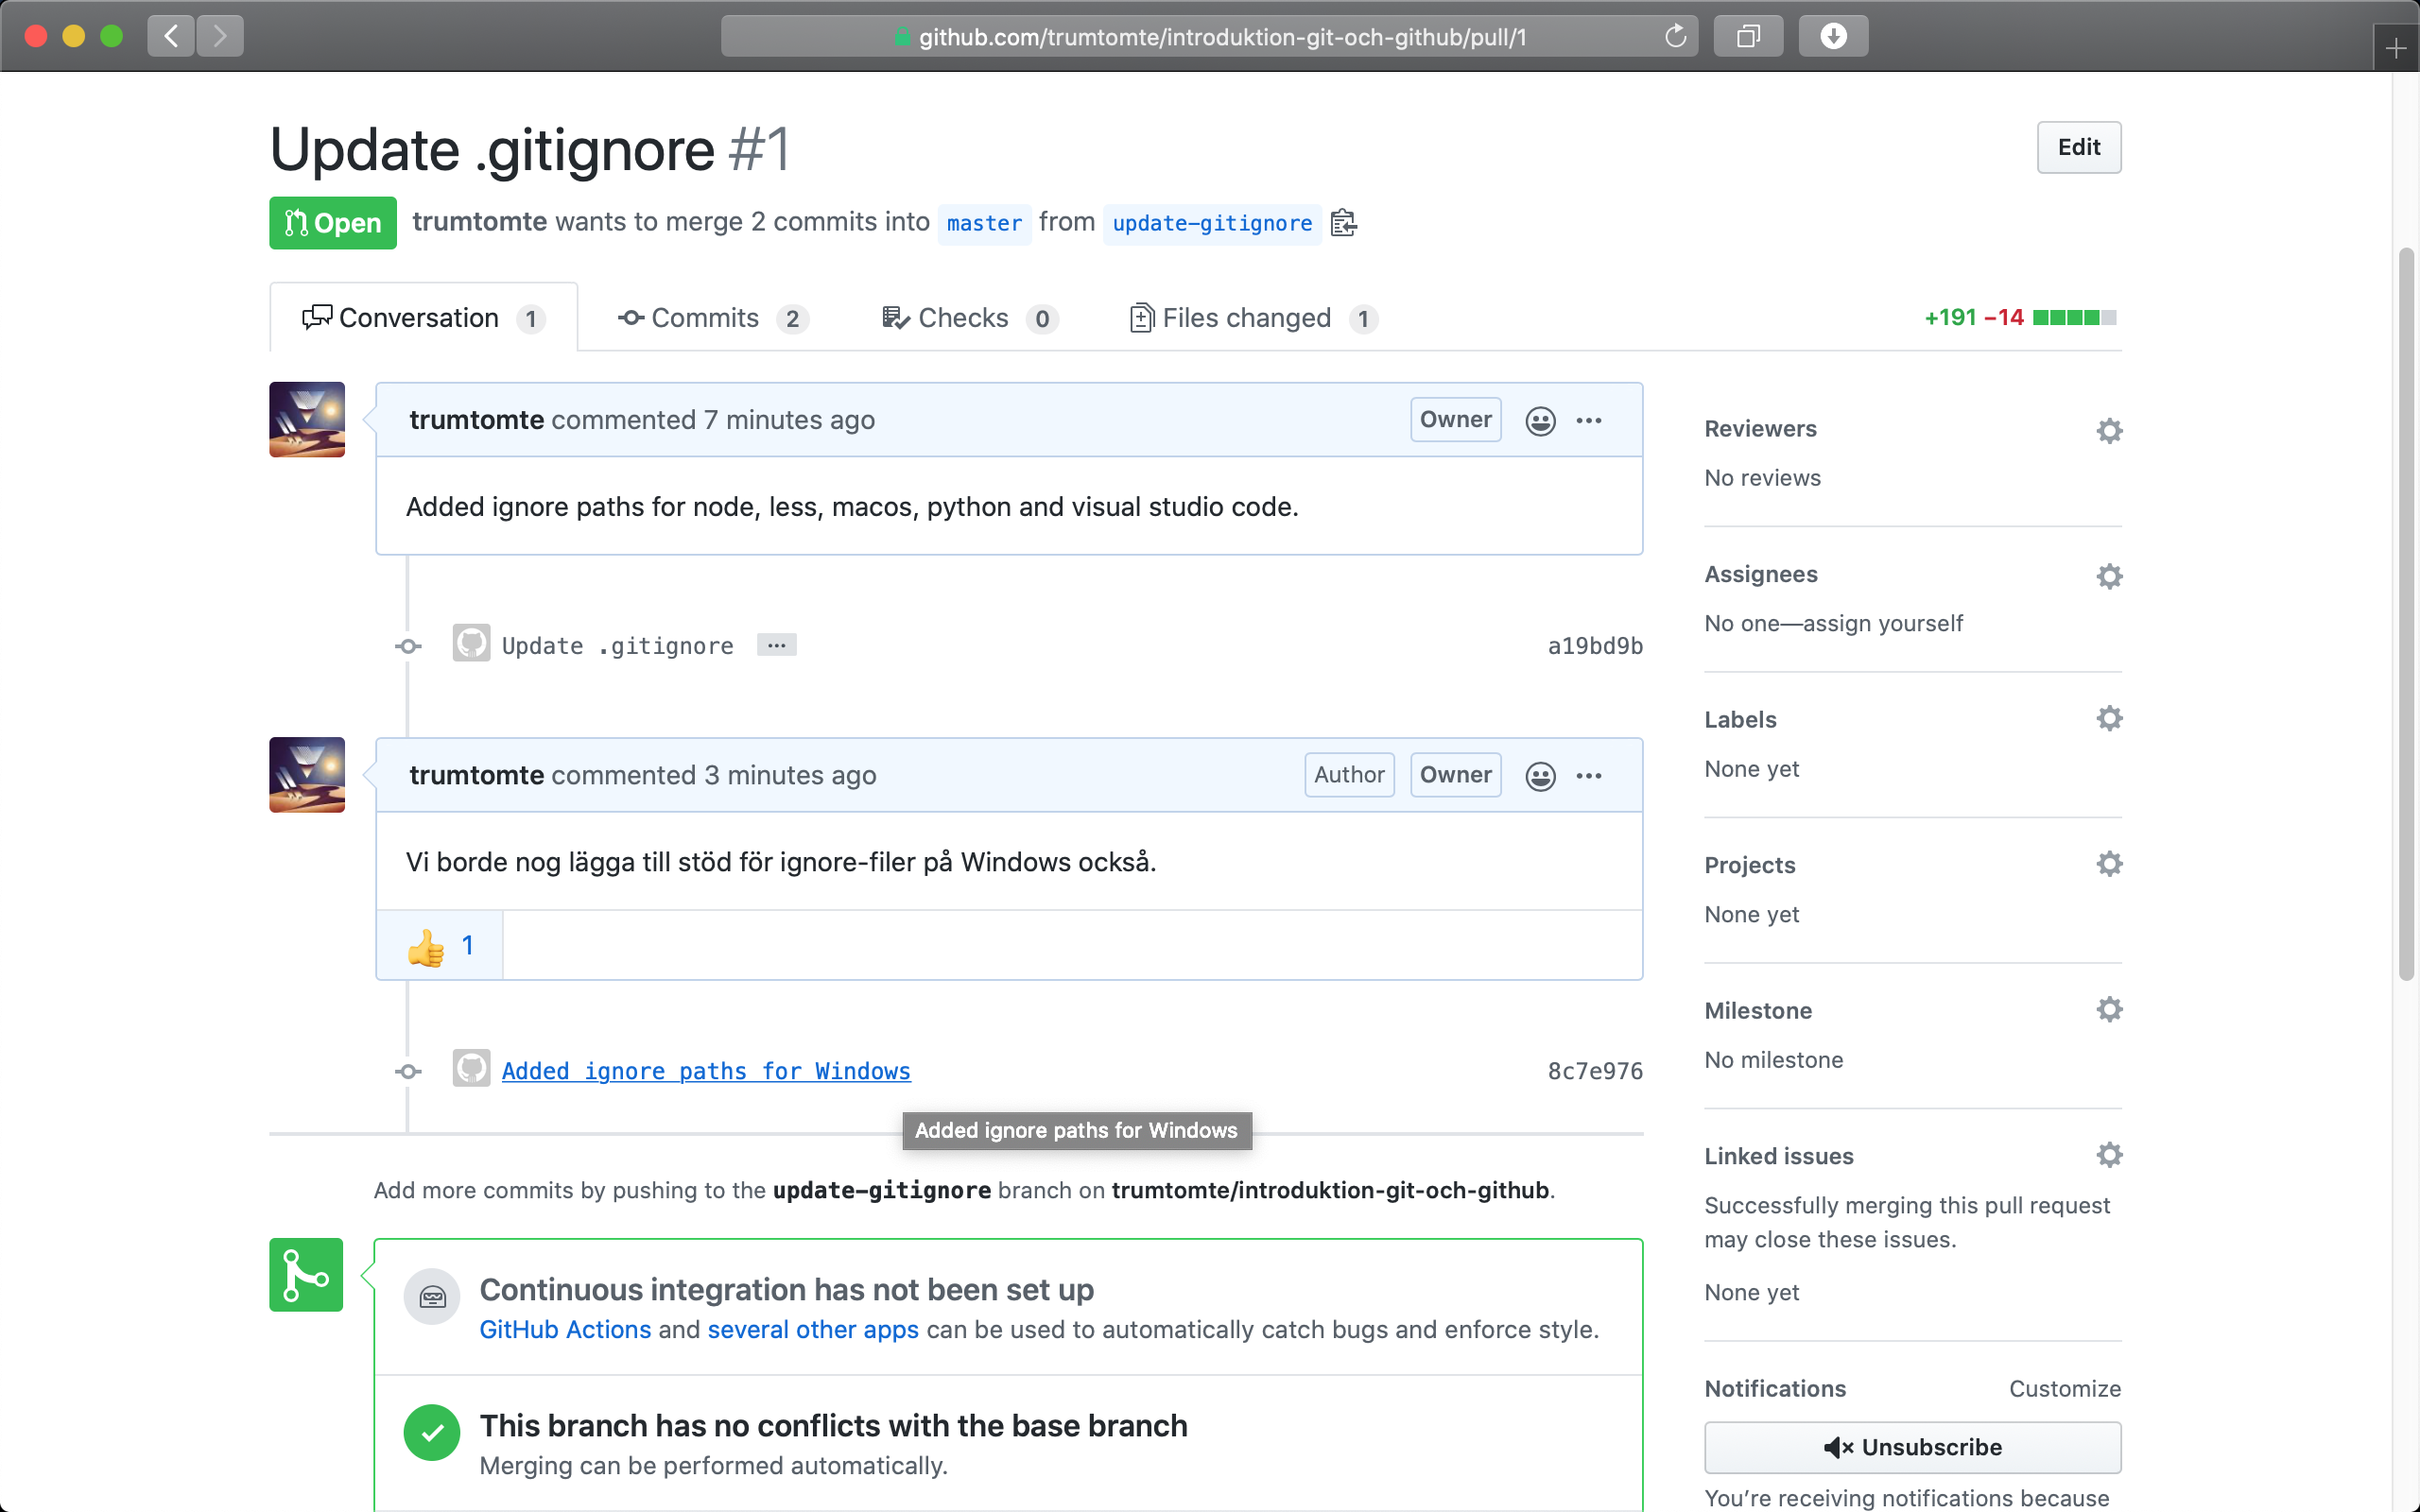 github.com/trumtomte/introduktion-git-och-github/pull/1
Update .gitignore #1
Edit
Open
trumtomte wants to merge 2 commits into master from update-gitignore
Conversation 1
Commits 2
Checks 0
Files changed 1
+191 −14
trumtomte commented 7 minutes ago
Owner
Added ignore paths for node, less, macos, python and visual studio code.
Update .gitignore
a19bd9b
trumtomte commented 3 minutes ago
Author
Owner
Vi borde nog lägga till stöd för ignore-filer på Windows också.
👍 1
Added ignore paths for Windows
8c7e976
Added ignore paths for Windows
Add more commits by pushing to the update-gitignore branch on trumtomte/introduktion-git-och-github.
Continuous integration has not been set up
GitHub Actions and several other apps can be used to automatically catch bugs and enforce style.
This branch has no conflicts with the base branch
Merging can be performed automatically.
Reviewers
No reviews
Assignees
No one—assign yourself
Labels
None yet
Projects
None yet
Milestone
No milestone
Linked issues
Successfully merging this pull request
may close these issues.
None yet
Notifications
Customize
Unsubscribe
You're receiving notifications because